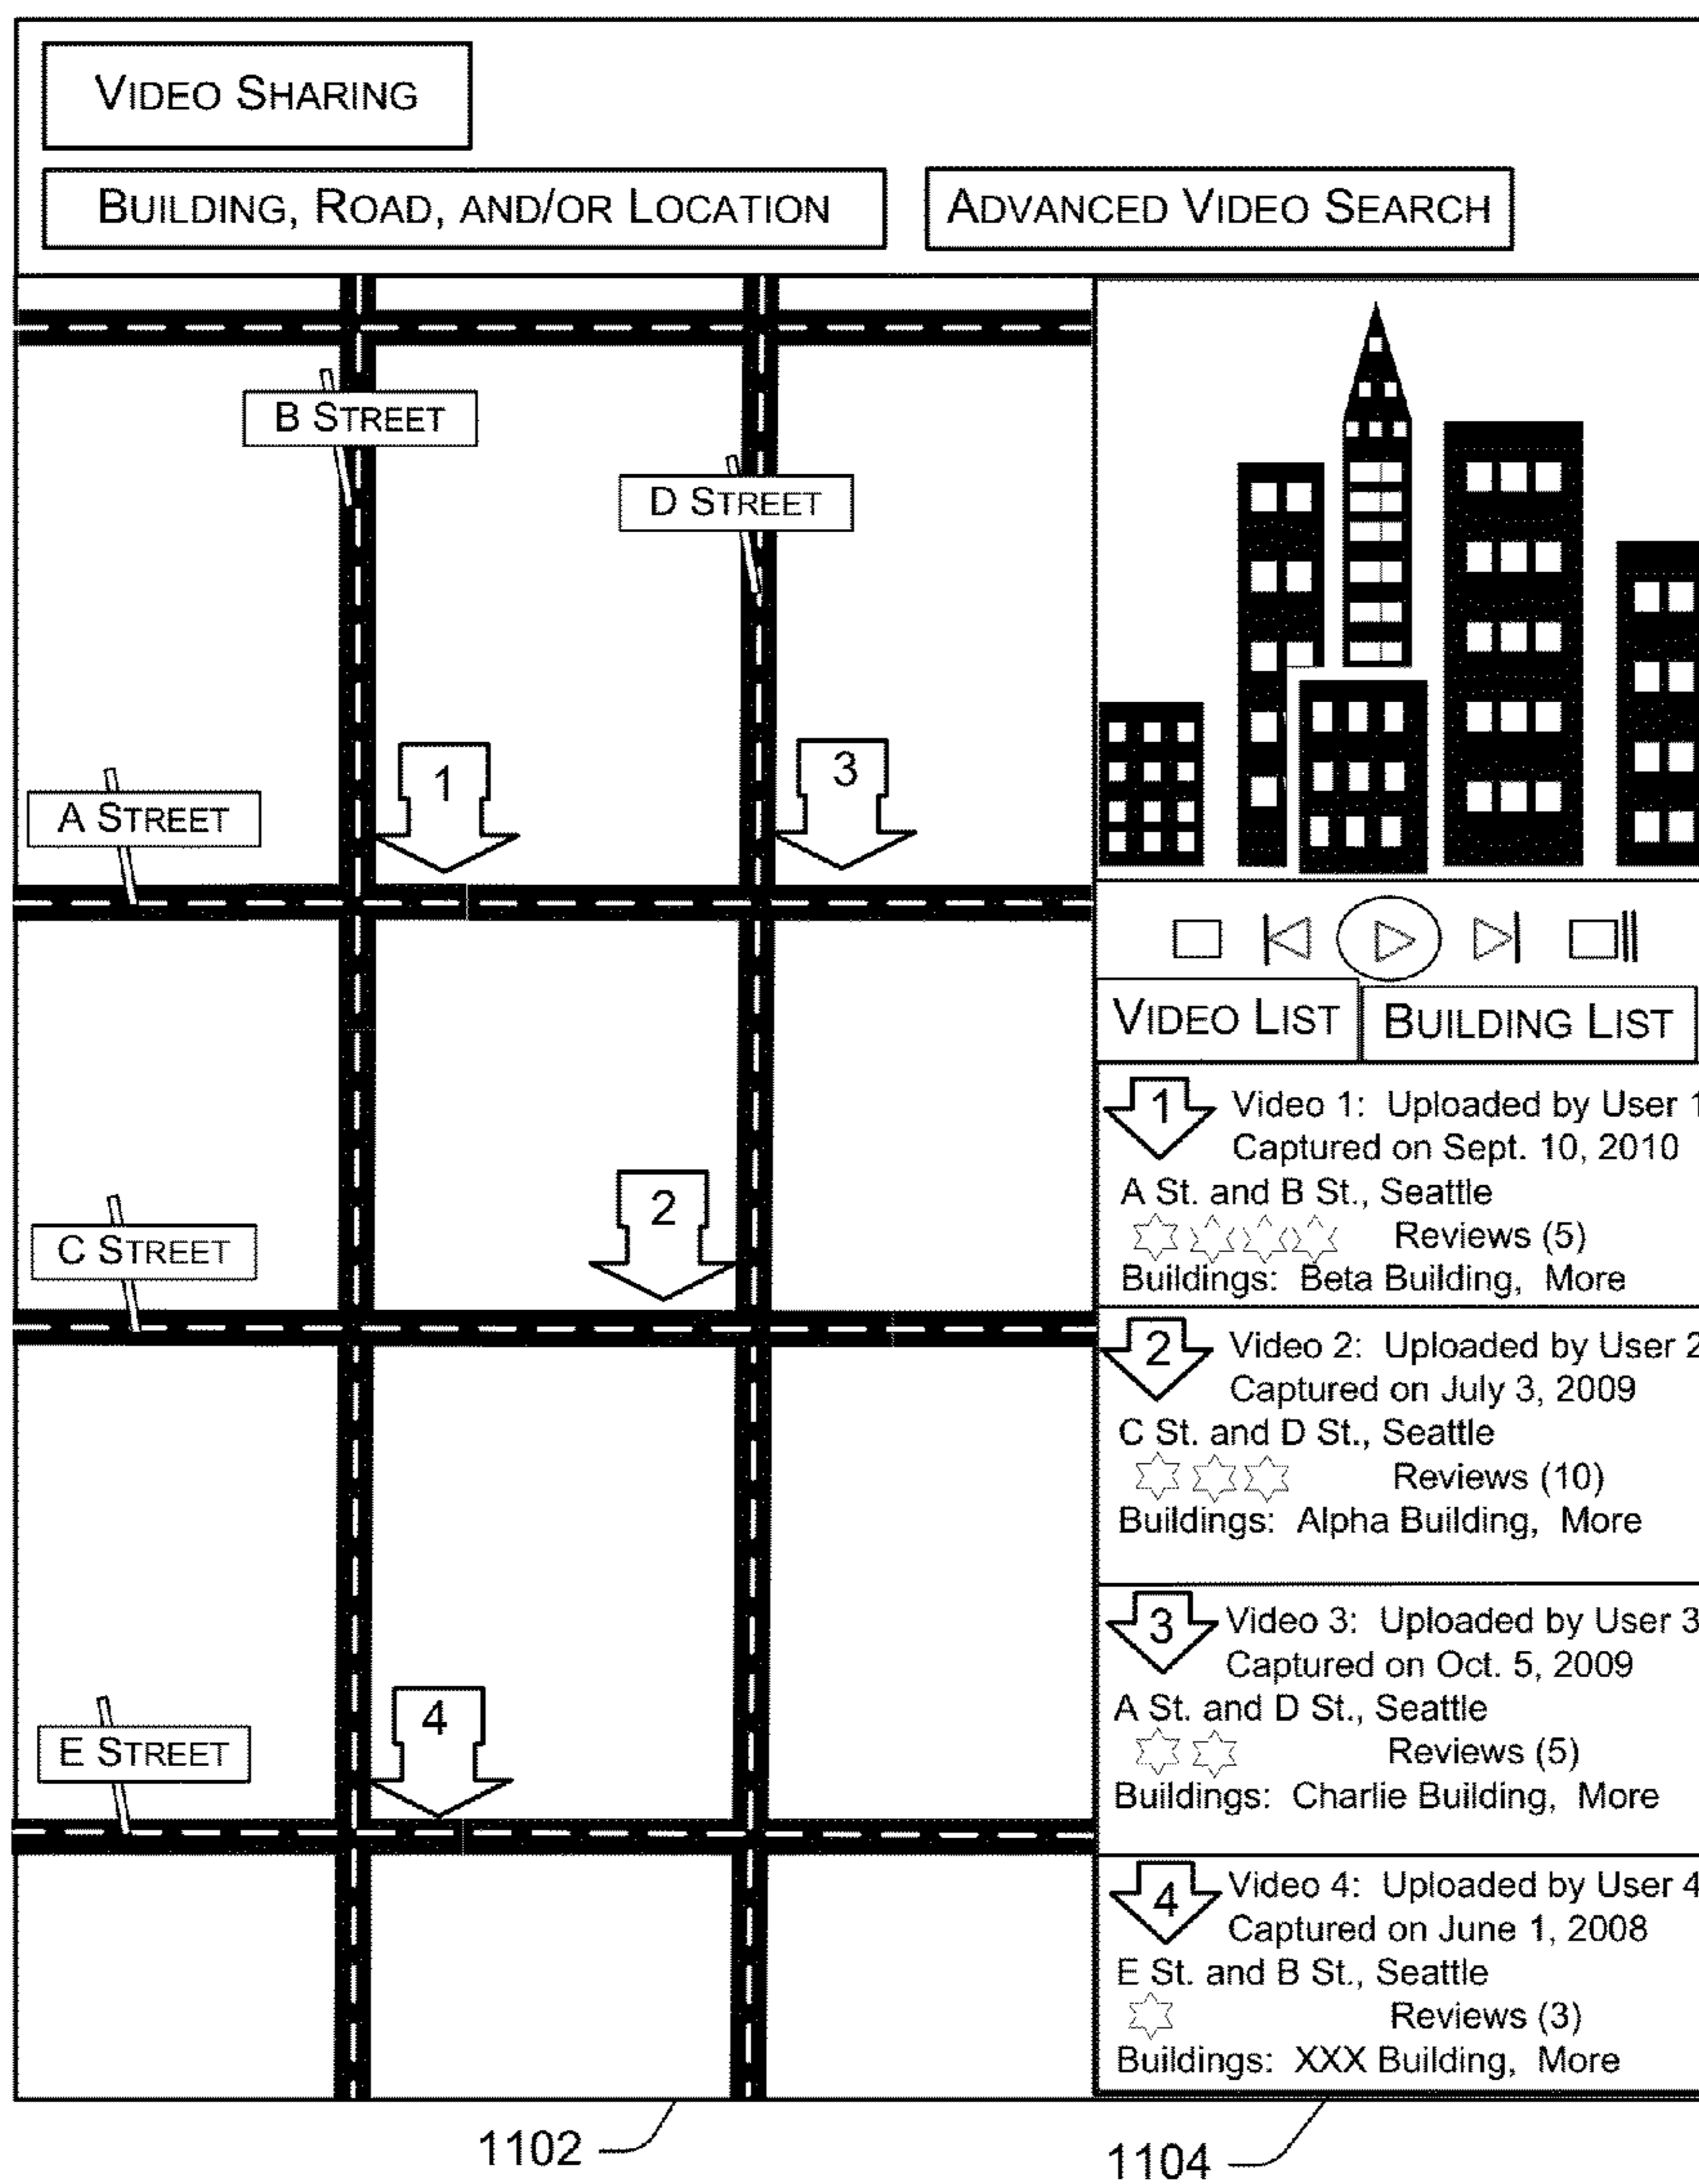 VIDEO SHARING
BUILDING, ROAD, AND/OR LOCATION
ADVANCED VIDEO SEARCH
B STREET
D STREET
1
3
A STREET
2
C STREET
4
E STREET
VIDEO LIST
BUILDING LIST
1
Video 1: Uploaded by User 1
Captured on Sept. 10, 2010
A St. and B St., Seattle
Reviews (5)
Buildings: Beta Building, More
2
Video 2: Uploaded by User 2
Captured on July 3, 2009
C St. and D St., Seattle
Reviews (10)
Buildings: Alpha Building, More
3
Video 3: Uploaded by User 3
Captured on Oct. 5, 2009
A St. and D St., Seattle
Reviews (5)
Buildings: Charlie Building, More
4
Video 4: Uploaded by User 4
Captured on June 1, 2008
E St. and B St., Seattle
Reviews (3)
Buildings: XXX Building, More
1102
1104